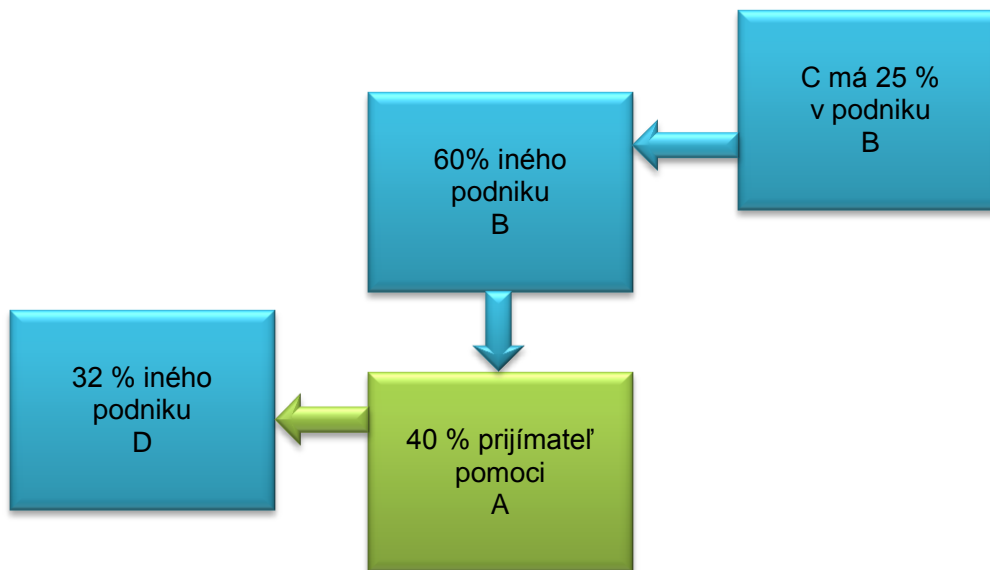 C má 25 %
v podniku
B
60% iného
podniku
B
32 % iného
podniku
D
40 % prijímateľ
pomoci
A